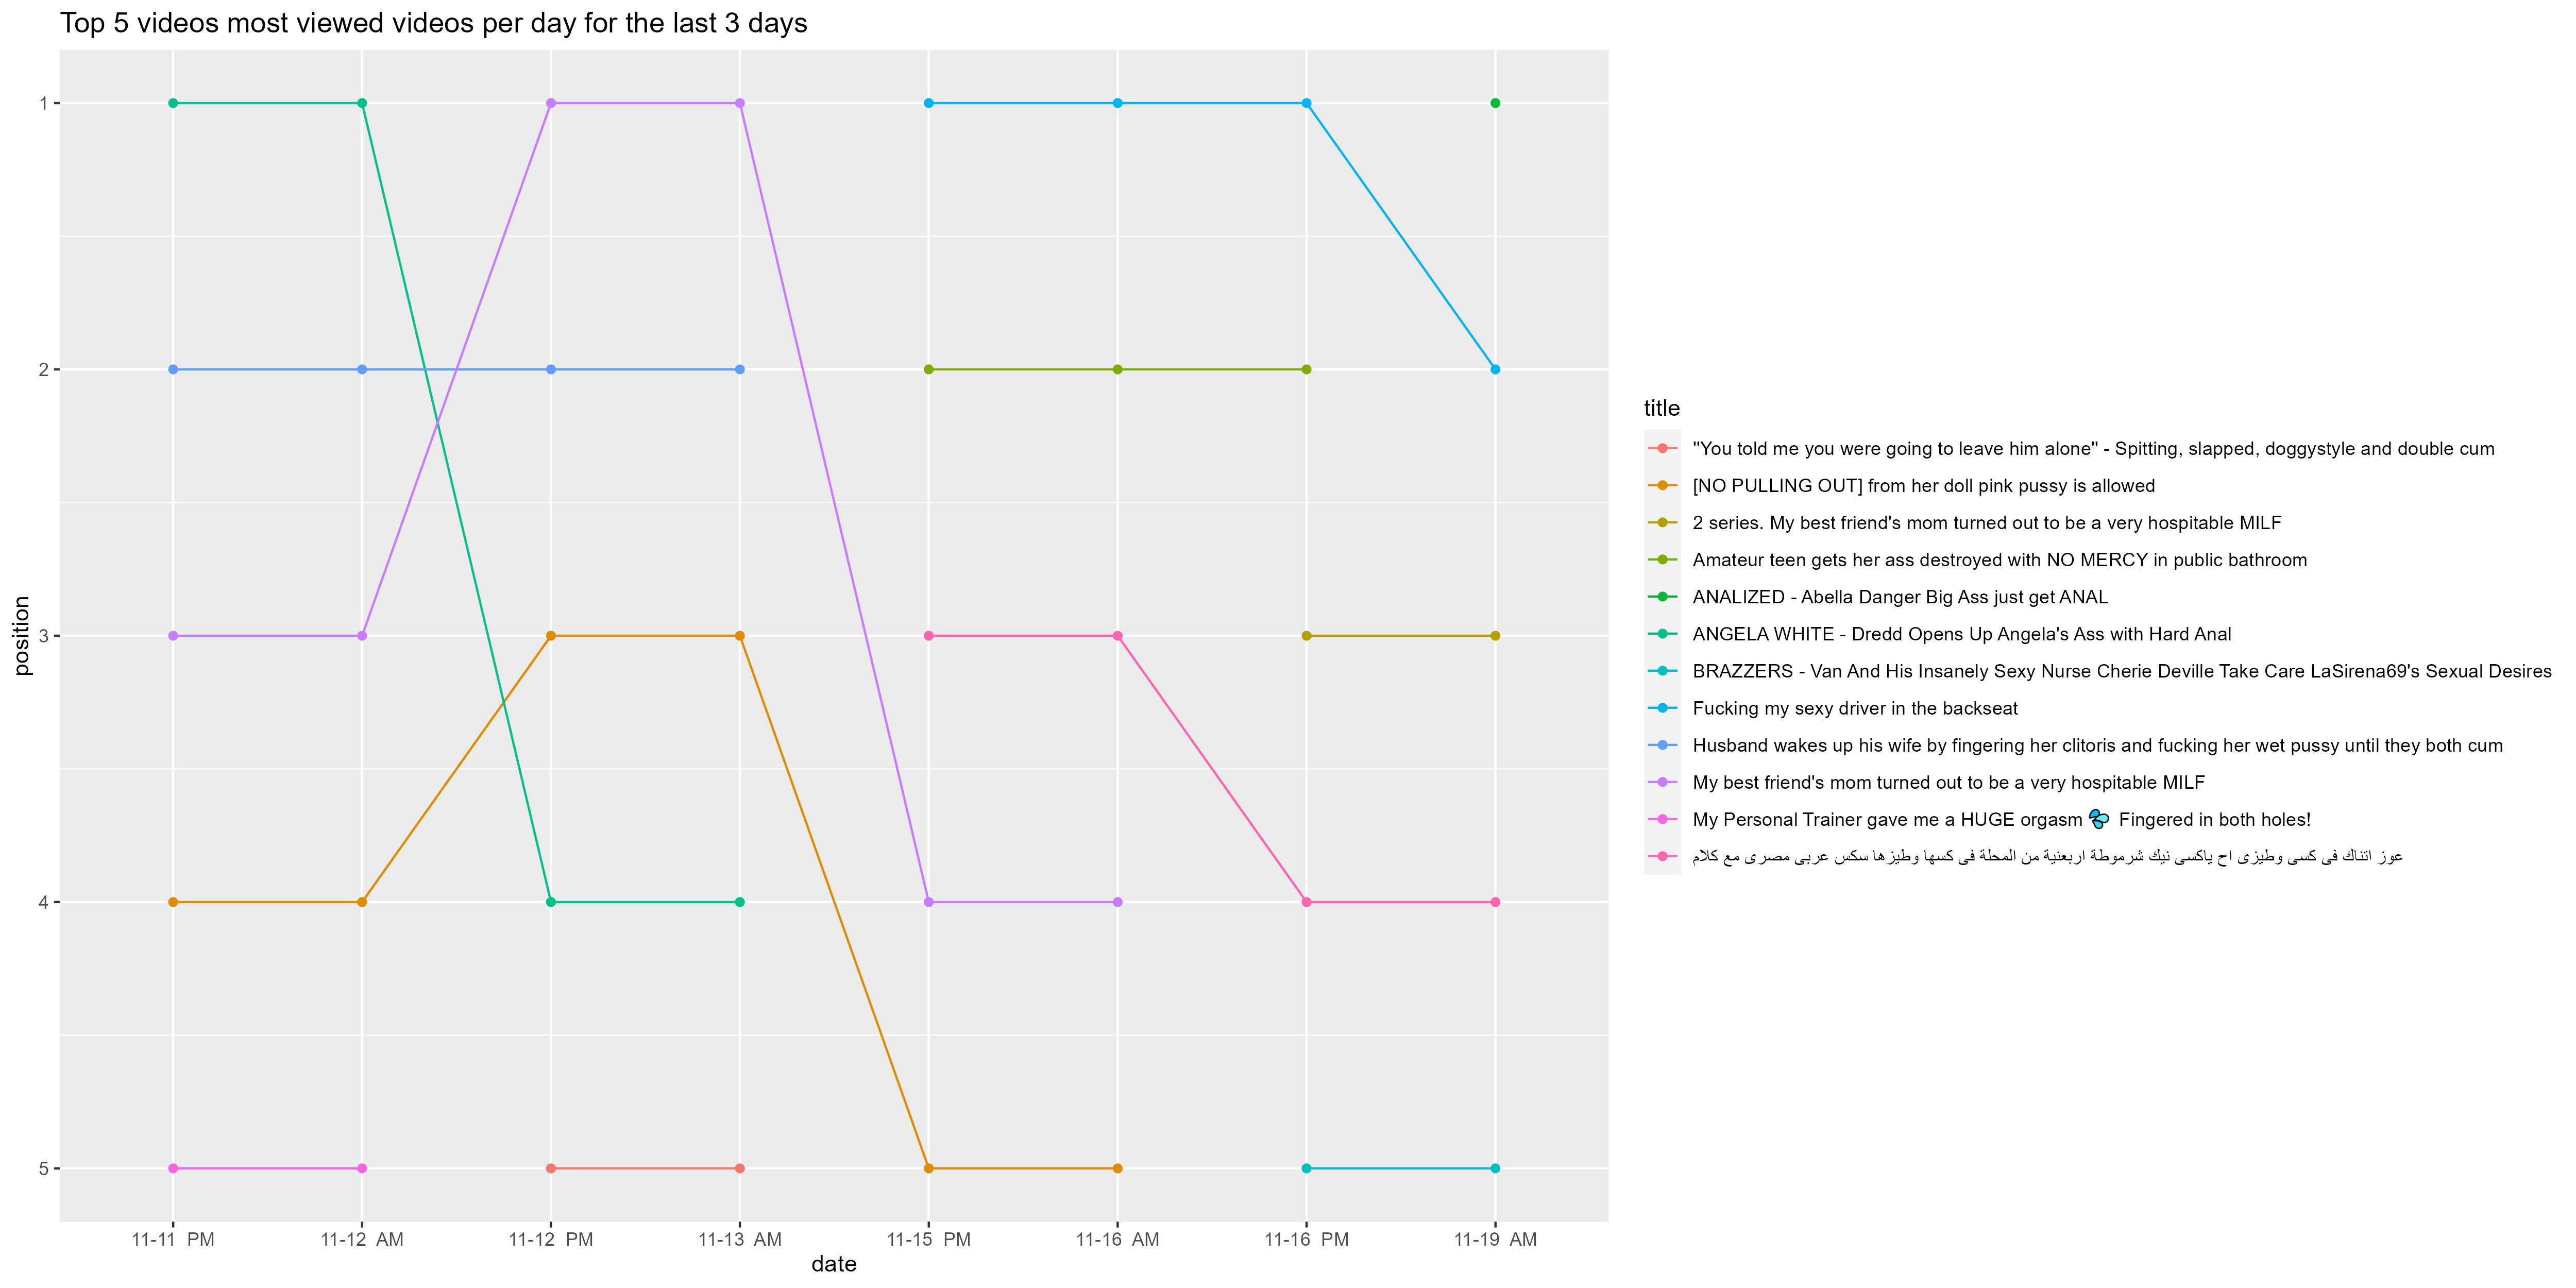 Top 5 videos most viewed videos per day for the last 3 days
position
1
2
3
4
5
11-11 PM
11-12 AM
11-12 PM
11-13 AM
11-15 PM
11-16 AM
11-16 PM
11-19 AM
date
title
"You told me you were going to leave him alone" - Spitting, slapped, doggystyle and double cum
[NO PULLING OUT] from her doll pink pussy is allowed
2 series. My best friend's mom turned out to be a very hospitable MILF
Amateur teen gets her ass destroyed with NO MERCY in public bathroom
ANALIZED - Abella Danger Big Ass just get ANAL
ANGELA WHITE - Dredd Opens Up Angela's Ass with Hard Anal
BRAZZERS - Van And His Insanely Sexy Nurse Cherie Deville Take Care LaSirena69's Sexual Desires
Fucking my sexy driver in the backseat
Husband wakes up his wife by fingering her clitoris and fucking her wet pussy until they both cum
My best friend's mom turned out to be a very hospitable MILF
My Personal Trainer gave me a HUGE orgasm 💦 Fingered in both holes!
عوز اتناك فى كسى وطيزى اح ياكسى نيك شرموطة اربعنية من المحلة فى كسها وطيزها سكس عربى مصرى مع كلام